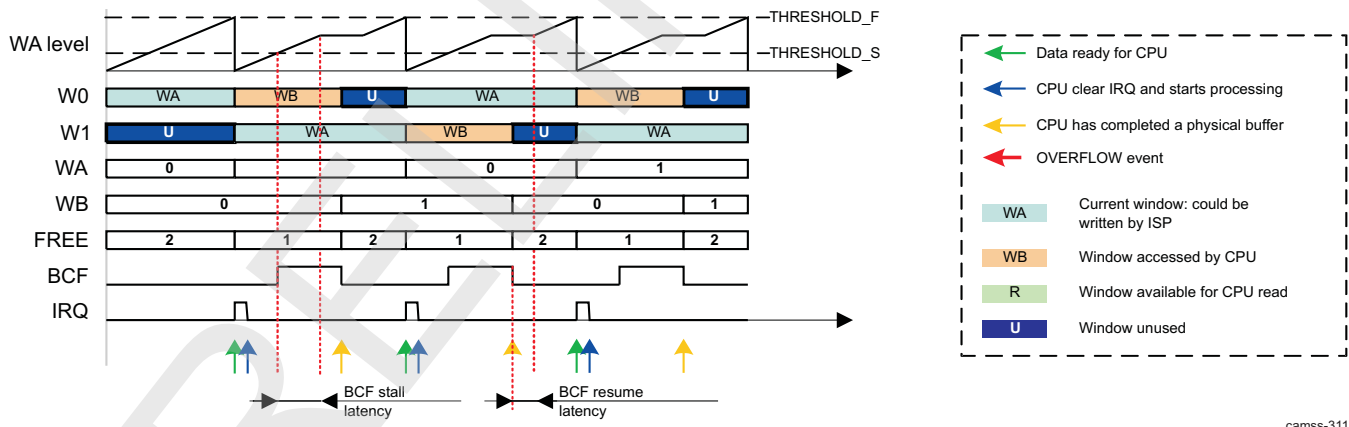 THRESHOLD_F
WA level
THRESHOLD_S
W0 WA WB U WA WB U
W1 U WA WB U WA
WA 0 0 1
WB 0 1 0 1
FREE 2 1 2 1 2 1 2
BCF
IRQ
BCF stall
latency
BCF resume
latency
Data ready for CPU
CPU clear IRQ and starts processing
CPU has completed a physical buffer
OVERFLOW event
WA Current window: could be
written by ISP
WB Window accessed by CPU
R Window available for CPU read
U Window unused
camss-311